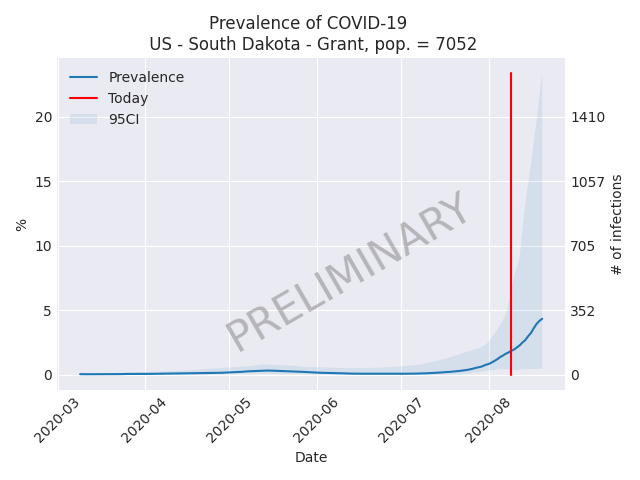 Prevalence of COVID-19
US - South Dakota - Grant, pop. = 7052
Prevalence
Today
95CI
20
15
10
5
0
%
1410
1057
705
352
0
# of infections
PRELIMINARY
2020-03
2020-04
2020-05
2020-06
2020-07
2020-08
Date